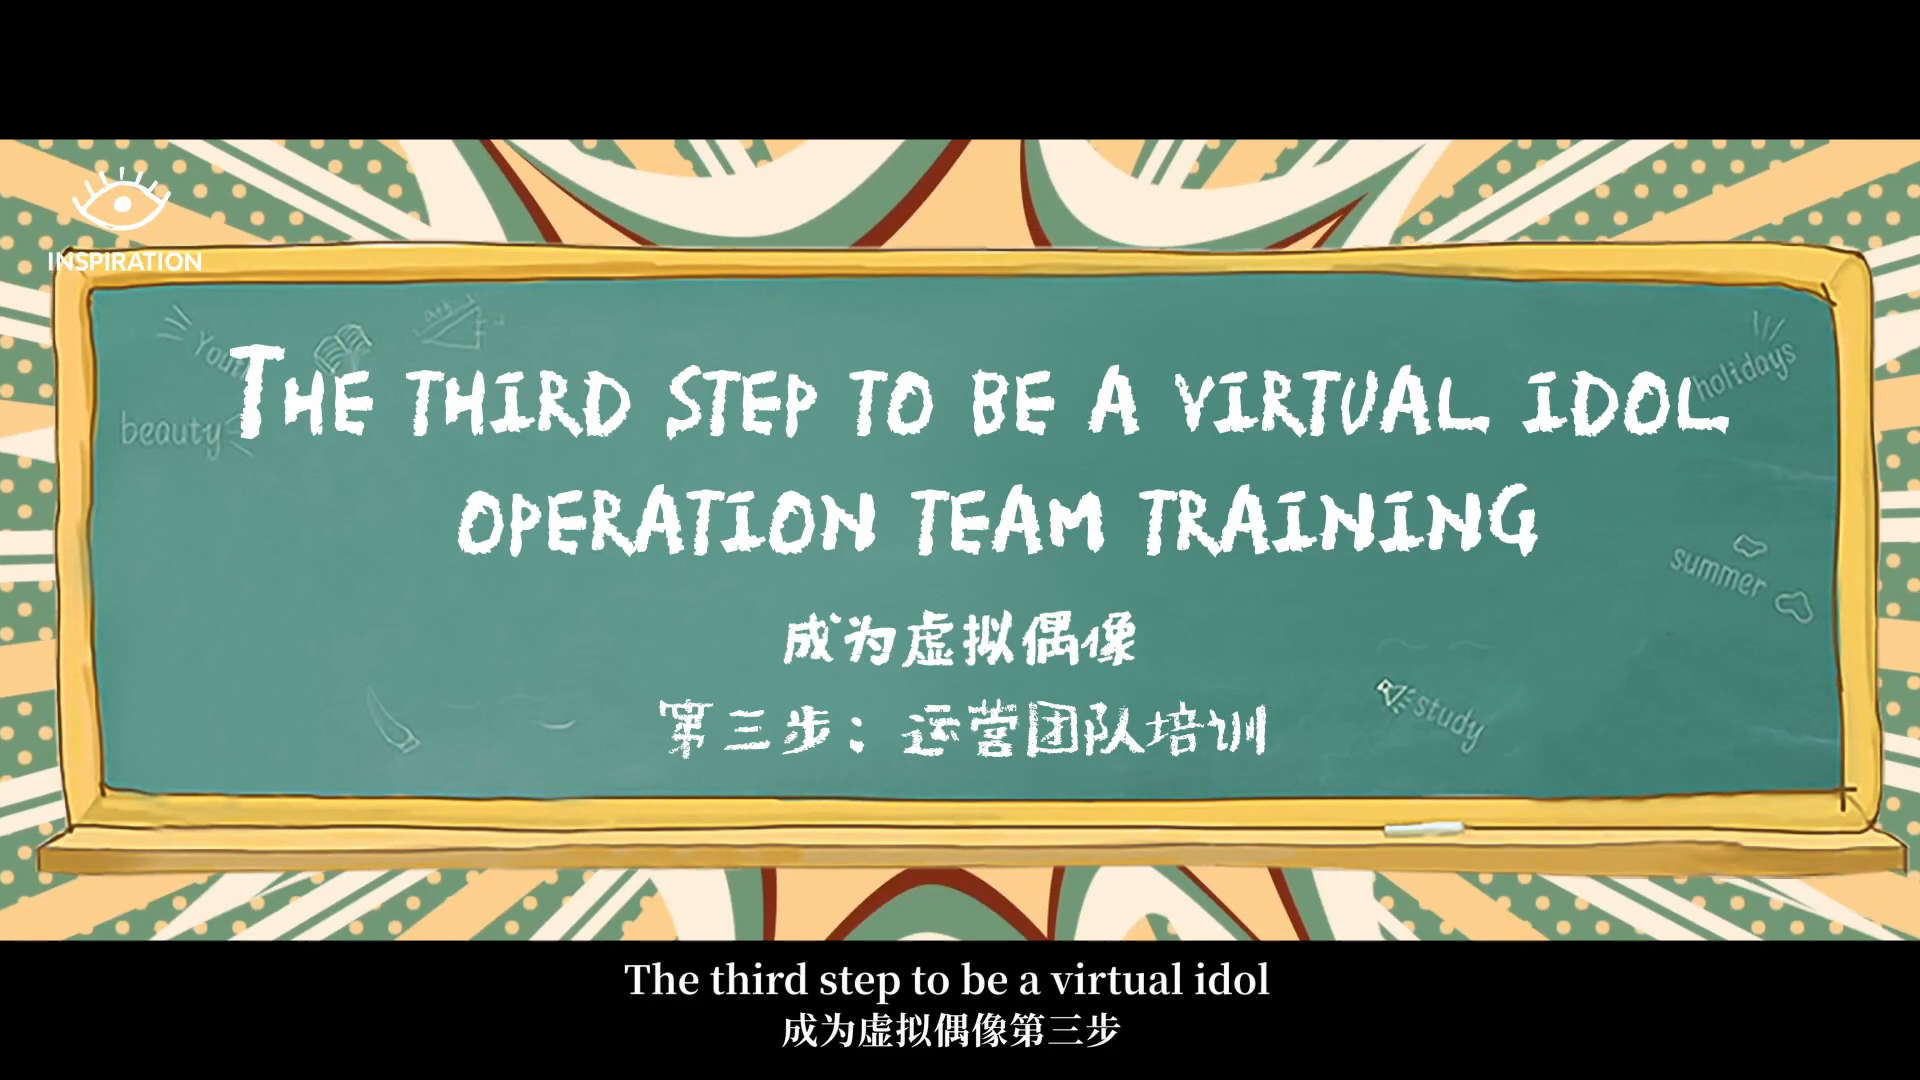 INSPIRATION
Youth
beauty
holidays
THE THIRD STEP TO BE A VIRTUAL IDOL
OPERATION TEAM TRAINING
summer
成为虚拟偶像
第三步：运营团队培训
study
The third step to be a virtual idol
成为虚拟偶像第三步